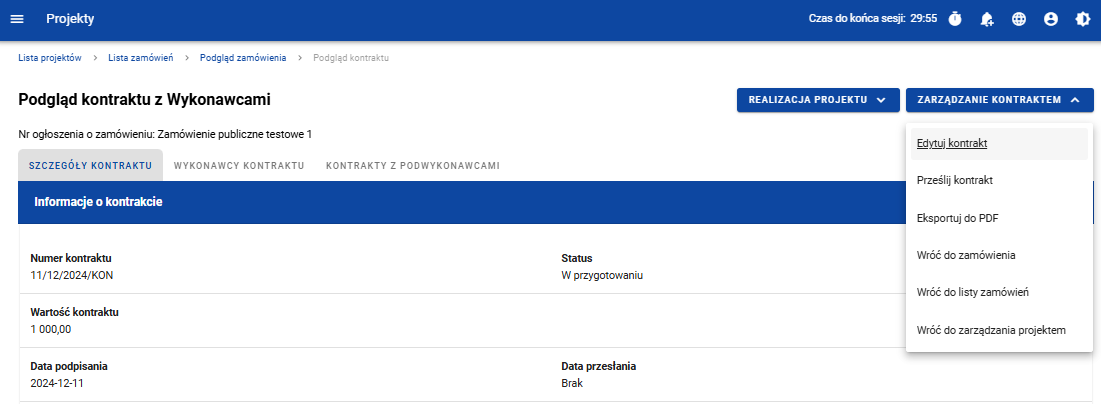 Projekty
Czas do końca sesji: 29:55
Lista projektów > Lista zamówień > Podgląd zamówienia > Podgląd kontraktu
Podgląd kontraktu z Wykonawcami
REALIZACJA PROJEKTU
ZARZĄDZANIE KONTRAKTEM
Nr ogłoszenia o zamówieniu: Zamówienie publiczne testowe 1
Edytuj kontrakt
Prześlij kontrakt
Eksportuj do PDF
Wróć do zamówienia
Wróć do listy zamówień
Wróć do zarządzania projektem
SZCZEGÓŁY KONTRAKTU
WYKONAWCY KONTRAKTU
KONTRAKTY Z PODWYKONAWCAMI
Informacje o kontrakcie
Numer kontraktu
11/12/2024/KON
Status
W przygotowaniu
Wartość kontraktu
1 000,00
Data podpisania
2024-12-11
Data przesłania
Brak